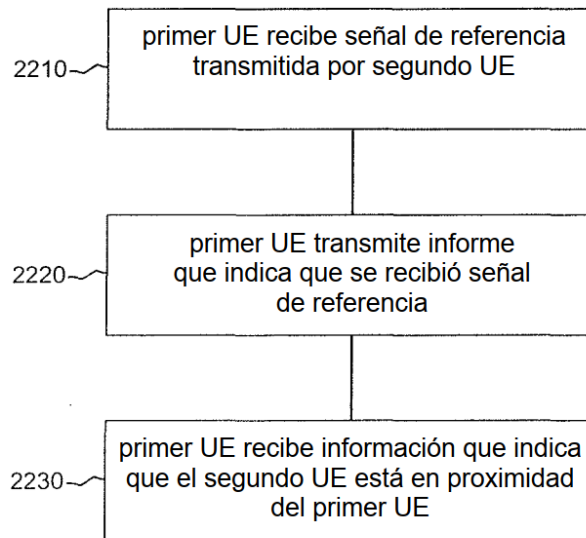 primer UE recibe señal de referencia
transmitida por segundo UE
2210
primer UE transmite informe
que indica que se recibió señal
de referencia
2220
primer UE recibe información que indica
que el segundo UE está en proximidad
del primer UE
2230